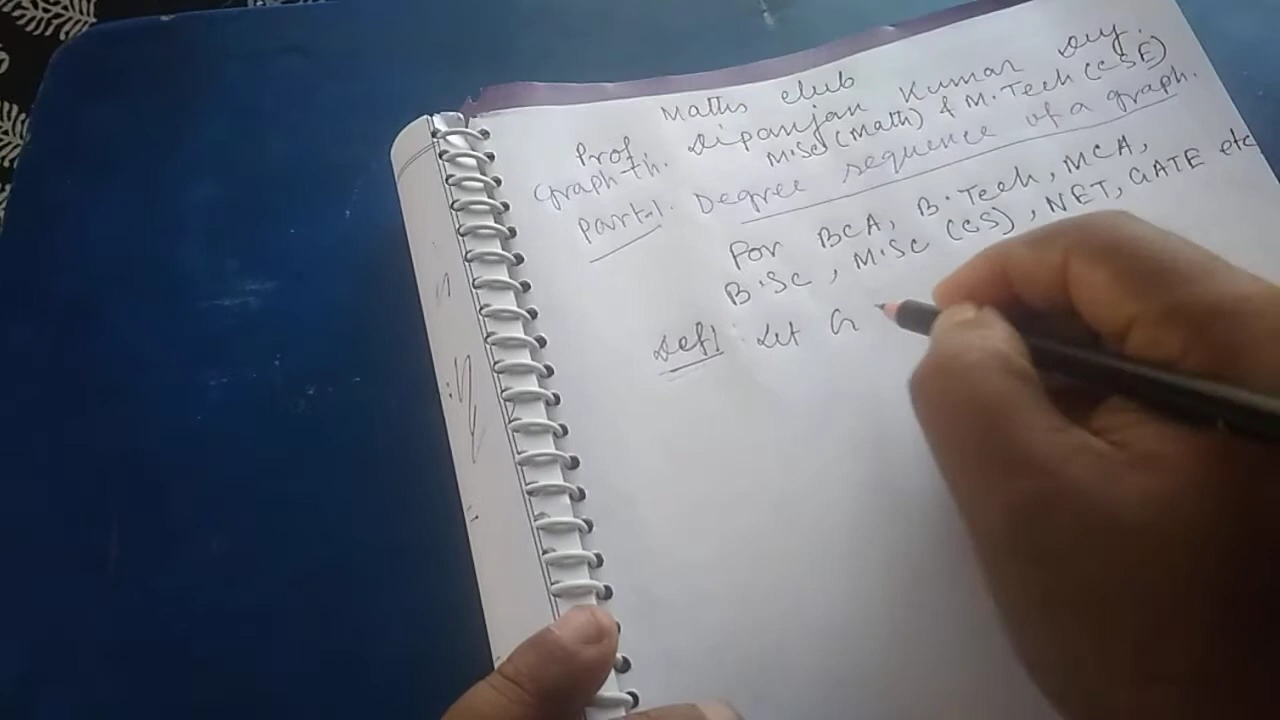 Maths club
Prof. Dipanjan Kumar Dey.
M.Sc (Math) & M.Tech (CSE)
Graph th.
Part-1. Degree sequence of a graph.
For BCA, B.Tech, MCA,
B.Sc, M.Sc (CS), NET, GATE etc
Def1: Let G